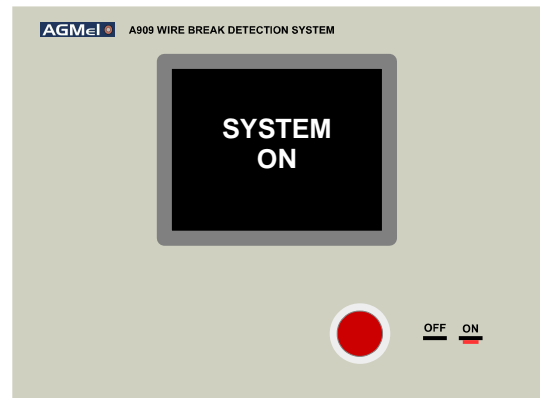 AGMel
A909 WIRE BREAK DETECTION SYSTEM
SYSTEM
ON
OFF ON